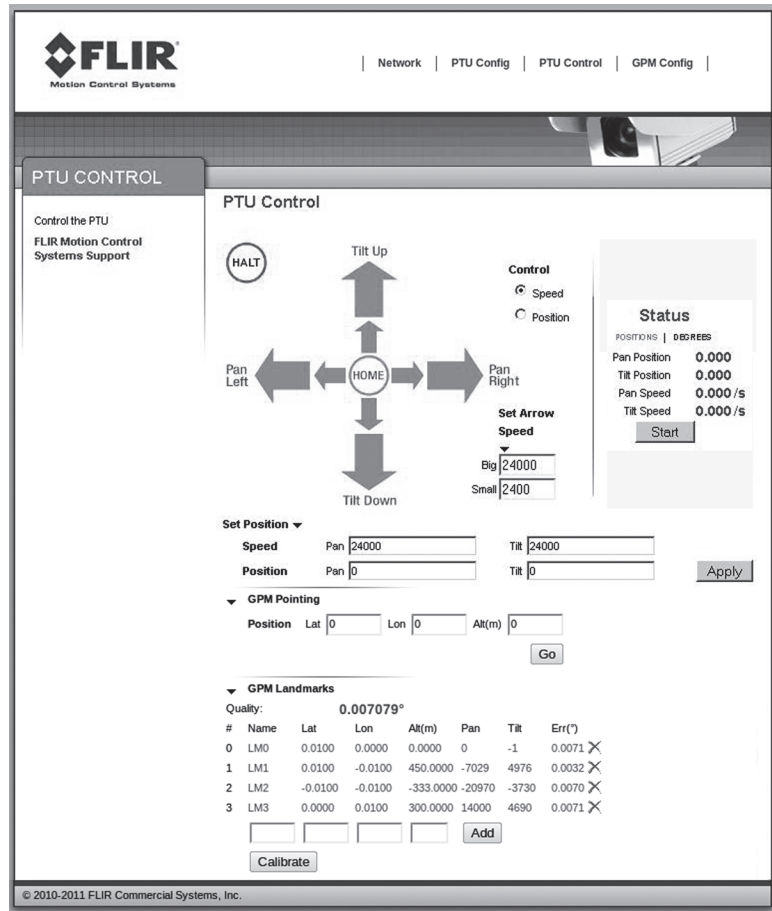 FLIR
Motion Control Systems
| Network | PTU Config | PTU Control | GPM Config |
PTU CONTROL
Control the PTU
FLIR Motion Control
Systems Support
PTU Control
HALT
Tilt Up
Pan
Left
HOME
Pan
Right
Tilt Down
Control
Speed
Position
Set Arrow
Speed
Big 24000
Small 2400
Status
POSITIONS | DEGREES
Pan Position 0.000
Tilt Position 0.000
Pan Speed 0.000 /s
Tilt Speed 0.000 /s
Start
Set Position
Speed Pan 24000 Tilt 24000
Position Pan 0 Tilt 0 Apply
GPM Pointing
Position Lat 0 Lon 0 Alt(m) 0
Go
GPM Landmarks
Quality: 0.007079°
# Name Lat Lon Alt(m) Pan Tilt Err(°)
0 LM0 0.0100 0.0000 0.0000 0 -1 0.0071
1 LM1 0.0100 -0.0100 450.0000 -7029 4976 0.0032
2 LM2 -0.0100 -0.0100 -333.0000 -20970 -3730 0.0070
3 LM3 0.0000 0.0100 300.0000 14000 4690 0.0071
Add
Calibrate
© 2010-2011 FLIR Commercial Systems, Inc.